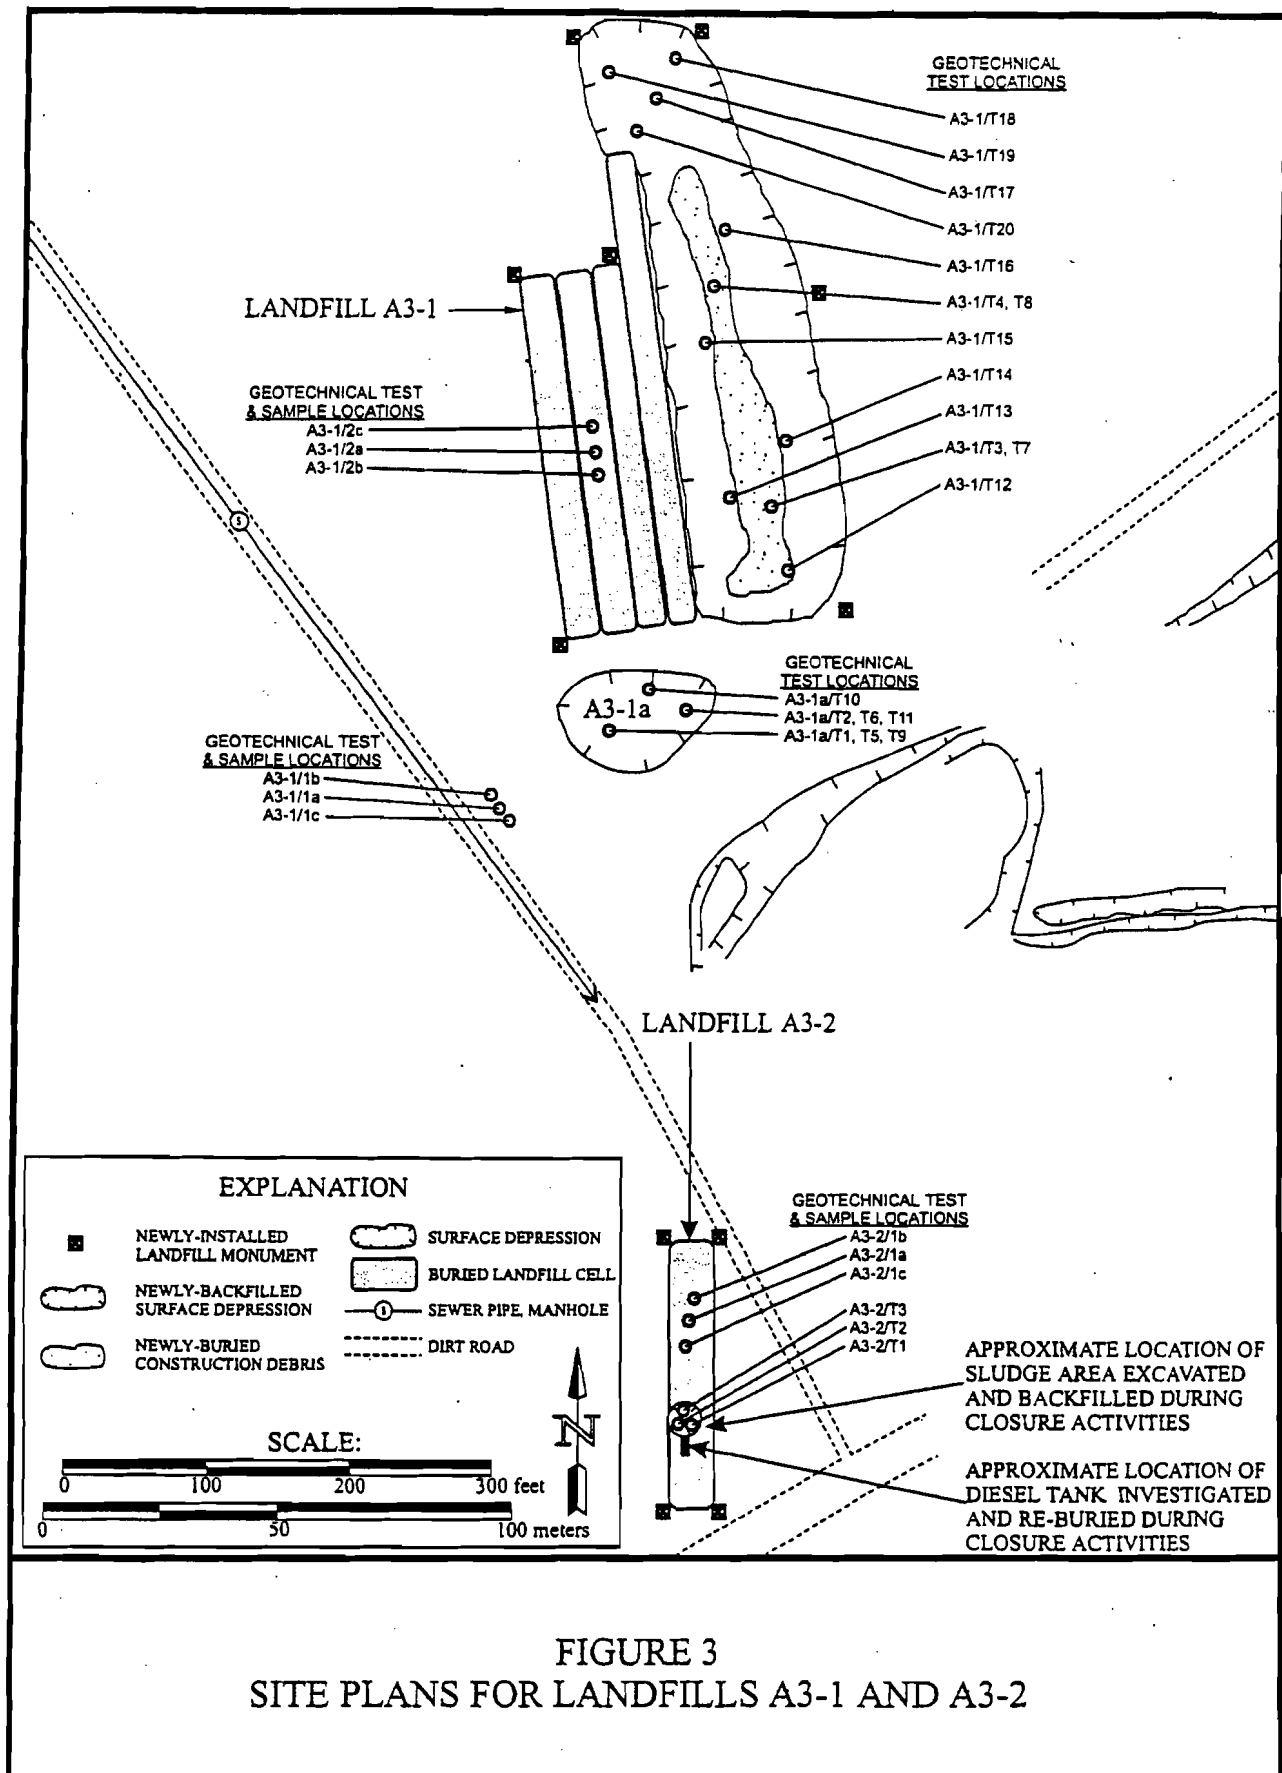 GEOTECHNICAL
TEST LOCATIONS
A3-1/T18
A3-1/T19
A3-1/T17
A3-1/T20
A3-1/T16
A3-1/T4, T8
A3-1/T15
A3-1/T14
A3-1/T13
A3-1/T3, T7
A3-1/T12
LANDFILL A3-1
GEOTECHNICAL TEST
& SAMPLE LOCATIONS
A3-1/2c
A3-1/2a
A3-1/2b
S
GEOTECHNICAL
TEST LOCATIONS
A3-1a/T10
A3-1a/T2, T6, T11
A3-1a/T1, T5, T9
A3-1a
GEOTECHNICAL TEST
& SAMPLE LOCATIONS
A3-1/1b
A3-1/1a
A3-1/1c
LANDFILL A3-2
GEOTECHNICAL TEST
& SAMPLE LOCATIONS
A3-2/1b
A3-2/1a
A3-2/1c
A3-2/T3
A3-2/T2
A3-2/T1
APPROXIMATE LOCATION OF
SLUDGE AREA EXCAVATED
AND BACKFILLED DURING
CLOSURE ACTIVITIES
APPROXIMATE LOCATION OF
DIESEL TANK INVESTIGATED
AND RE-BURIED DURING
CLOSURE ACTIVITIES
EXPLANATION
NEWLY-INSTALLED
LANDFILL MONUMENT
NEWLY-BACKFILLED
SURFACE DEPRESSION
NEWLY-BURIED
CONSTRUCTION DEBRIS
SURFACE DEPRESSION
BURIED LANDFILL CELL
S SEWER PIPE, MANHOLE
DIRT ROAD
N
SCALE:
0 100 200 300 feet
0 50 100 meters
FIGURE 3
SITE PLANS FOR LANDFILLS A3-1 AND A3-2